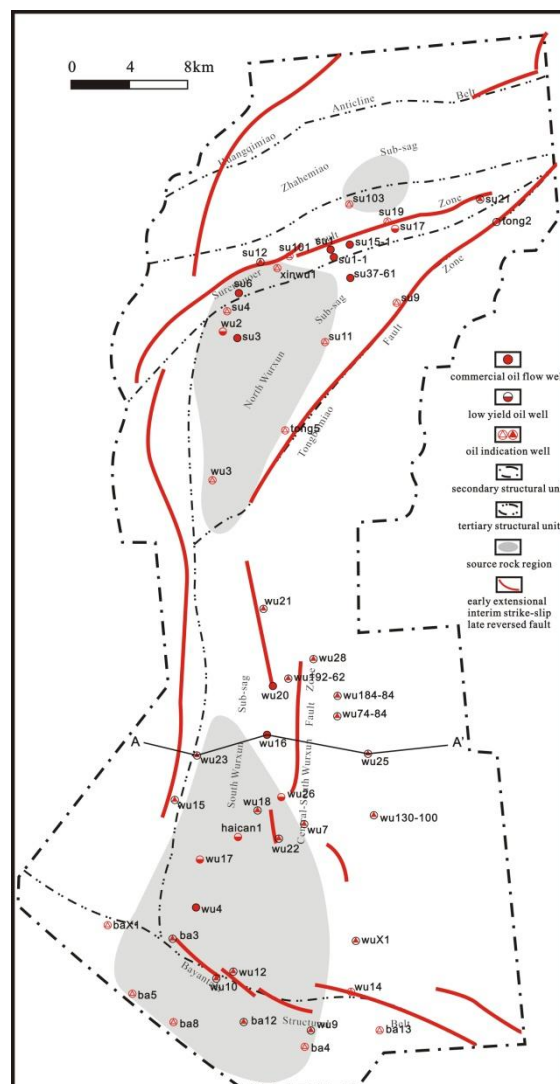 0 8km
Huangqimiao Anticline Belt
Zhahemiao Sub-sag
su103
su19
su17
su21
tong2
Zone
Fault
su101
su1
su15-1
su12
xinwu1
su1-1
su37-61
Zone
su6
su4
su9
wu2
su3
Sub-sag
su11
Fault
North Wurxun
tong5
wu3
commercial oil flow wel
low yield oil well
oil indication well
secondary structural un
tertiary structural unit
source rock region
early extensional
interim strike-slip
late reversed fault
wu21
wu28
wu192-62
wu20
wu184-84
wu74-84
Sub-sag
South Wurxun
Central-South Wurxun Fault Zone
wu16
A
A'
wu23
wu25
wu15
wu26
wu18
wu7
wu130-100
haican1
wu22
wu17
wu4
baX1
ba3
wuX1
wu12
wu10
wu14
ba5
ba8
ba12
Structural Belt
wu9
ba13
ba4